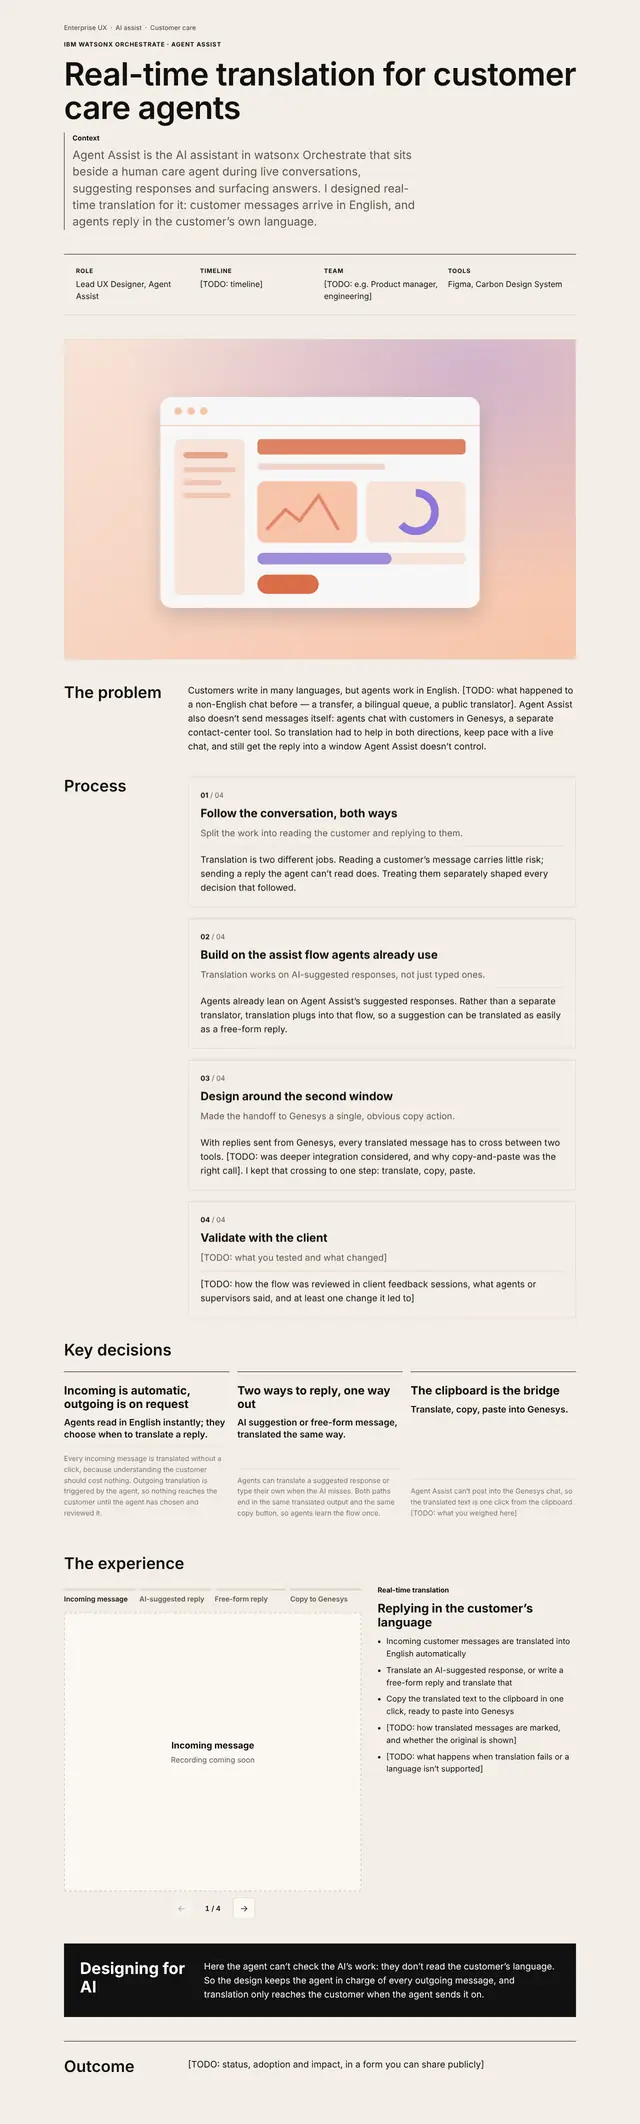 Enterprise UX · AI assist · Customer care
IBM WATSONX ORCHESTRATE · AGENT ASSIST
Real-time translation for customer
care agents
Context
Agent Assist is the AI assistant in watsonx Orchestrate that sits
beside a human care agent during live conversations,
suggesting responses and surfacing answers. I designed real-
time translation for it: customer messages arrive in English, and
agents reply in the customer’s own language.
ROLE
Lead UX Designer, Agent
Assist
TIMELINE
[TODO: timeline]
TEAM
[TODO: e.g. Product manager,
engineering]
TOOLS
Figma, Carbon Design System
The problem
Customers write in many languages, but agents work in English. [TODO: what happened to
a non-English chat before — a transfer, a bilingual queue, a public translator]. Agent Assist
also doesn’t send messages itself: agents chat with customers in Genesys, a separate
contact-center tool. So translation had to help in both directions, keep pace with a live
chat, and still get the reply into a window Agent Assist doesn’t control.
Process
01 / 04
Follow the conversation, both ways
Split the work into reading the customer and replying to them.
Translation is two different jobs. Reading a customer’s message carries little risk;
sending a reply the agent can’t read does. Treating them separately shaped every
decision that followed.
02 / 04
Build on the assist flow agents already use
Translation works on AI-suggested responses, not just typed ones.
Agents already lean on Agent Assist’s suggested responses. Rather than a separate
translator, translation plugs into that flow, so a suggestion can be translated as easily
as a free-form reply.
03 / 04
Design around the second window
Made the handoff to Genesys a single, obvious copy action.
With replies sent from Genesys, every translated message has to cross between two
tools. [TODO: was deeper integration considered, and why copy-and-paste was the
right call]. I kept that crossing to one step: translate, copy, paste.
04 / 04
Validate with the client
[TODO: what you tested and what changed]
[TODO: how the flow was reviewed in client feedback sessions, what agents or
supervisors said, and at least one change it led to]
Key decisions
Incoming is automatic,
outgoing is on request
Agents read in English instantly; they
choose when to translate a reply.
Every incoming message is translated without a
click, because understanding the customer
should cost nothing. Outgoing translation is
triggered by the agent, so nothing reaches the
customer until the agent has chosen and
reviewed it.
Two ways to reply, one way
out
AI suggestion or free-form message,
translated the same way.
Agents can translate a suggested response or
type their own when the AI misses. Both paths
end in the same translated output and the same
copy button, so agents learn the flow once.
The clipboard is the bridge
Translate, copy, paste into Genesys.
Agent Assist can’t post into the Genesys chat, so
the translated text is one click from the clipboard.
[TODO: what you weighed here]
The experience
Incoming message
AI-suggested reply
Free-form reply
Copy to Genesys
Incoming message
Recording coming soon
← 1 / 4 →
Real-time translation
Replying in the customer’s
language
• Incoming customer messages are translated into
English automatically
• Translate an AI-suggested response, or write a
free-form reply and translate that
• Copy the translated text to the clipboard in one
click, ready to paste into Genesys
• [TODO: how translated messages are marked,
and whether the original is shown]
• [TODO: what happens when translation fails or a
language isn’t supported]
Designing for
AI
Here the agent can’t check the AI’s work: they don’t read the customer’s language.
So the design keeps the agent in charge of every outgoing message, and
translation only reaches the customer when the agent sends it on.
Outcome
[TODO: status, adoption and impact, in a form you can share publicly]